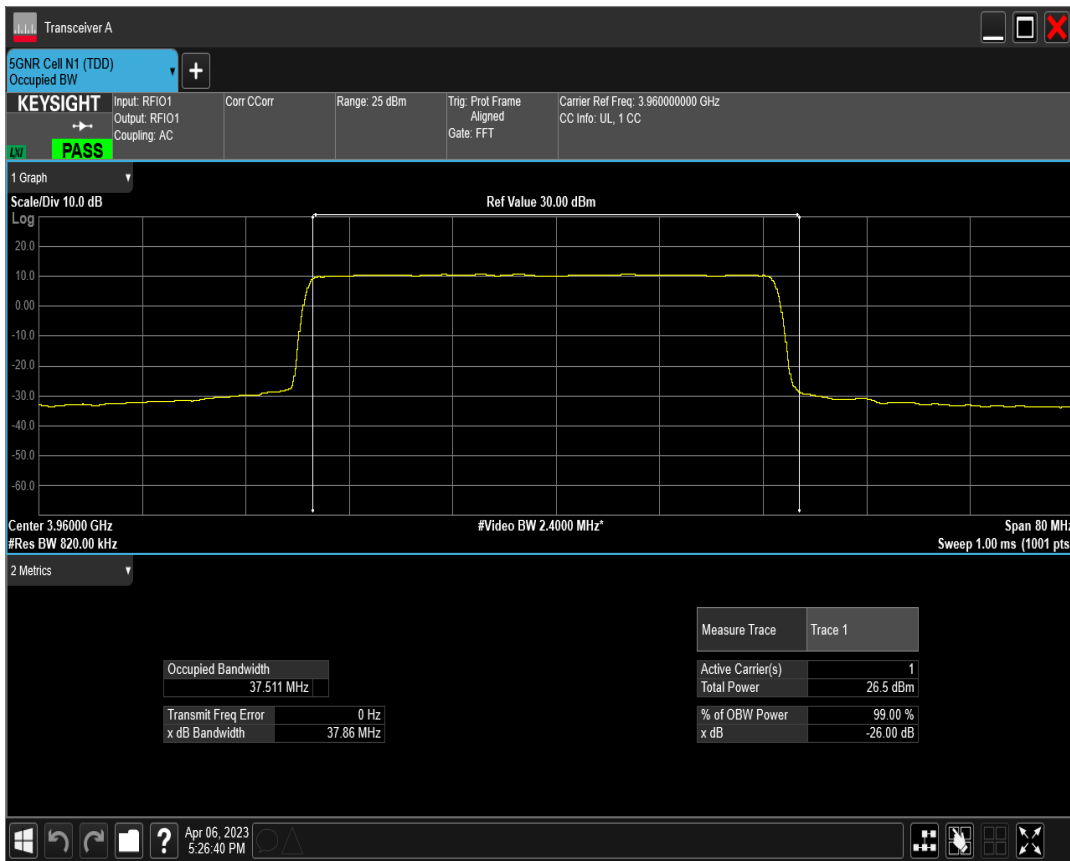 Transceiver A
5GNR Cell N1 (TDD)
Occupied BW
+
KEYSIGHT
LXI
PASS
Input: RFIO1
Output: RFIO1
Coupling: AC
Corr CCorr
Range: 25 dBm
Trig: Prot Frame
Aligned
Gate: FFT
Carrier Ref Freq: 3.960000000 GHz
CC Info: UL, 1 CC
1 Graph
Scale/Div 10.0 dB
Ref Value 30.00 dBm
Log
20.0
10.0
0.00
-10.0
-20.0
-30.0
-40.0
-50.0
-60.0
Center 3.96000 GHz
#Video BW 2.4000 MHz*
Span 80 MHz
#Res BW 820.00 kHz
Sweep 1.00 ms (1001 pts
2 Metrics
Measure Trace Trace 1
Occupied Bandwidth
37.511 MHz
Transmit Freq Error 0 Hz
x dB Bandwidth 37.86 MHz
Active Carrier(s) 1
Total Power 26.5 dBm
% of OBW Power 99.00 %
x dB -26.00 dB
?
Apr 06, 2023
5:26:40 PM